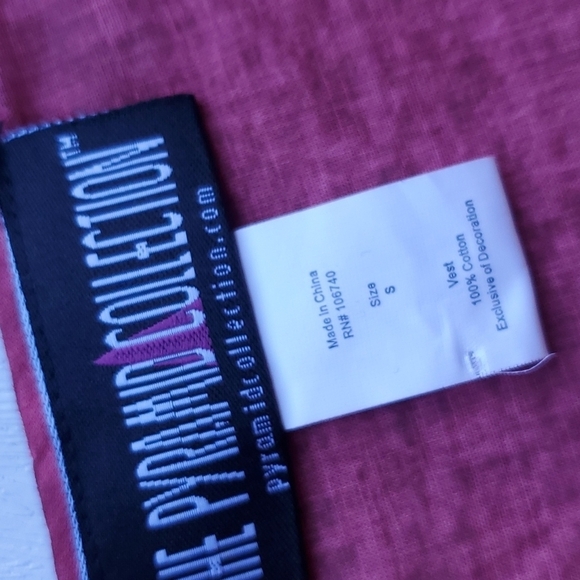 THE PYRAMID COLLECTION™
pyramidcollection.com
Made in China
RN# 106740
Size
S
Vest
100% Cotton
Exclusive of Decoration